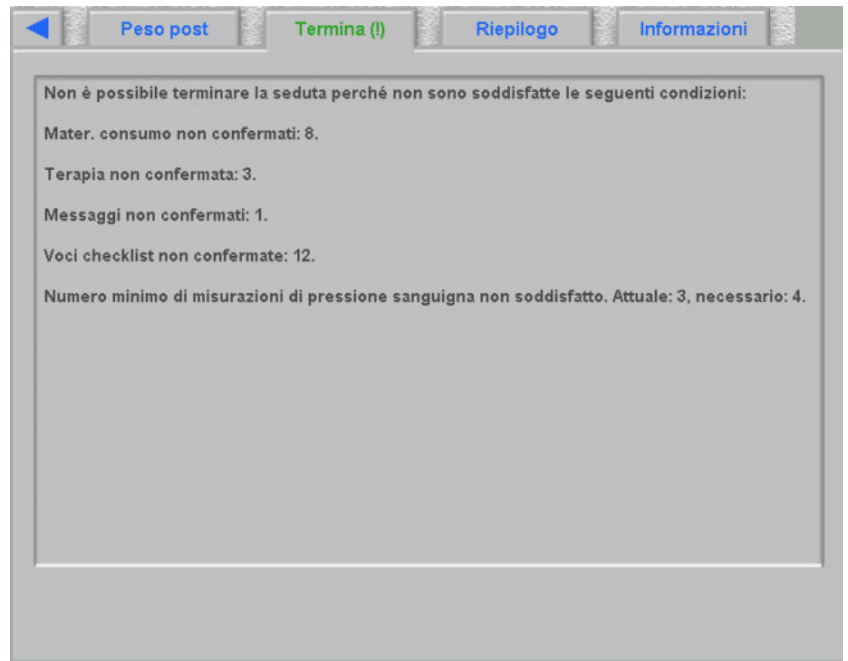 Peso post
Termina (!)
Riepilogo
Informazioni
Non è possibile terminare la seduta perché non sono soddisfatte le seguenti condizioni:
Mater. consumo non confermati: 8.
Terapia non confermata: 3.
Messaggi non confermati: 1.
Voci checklist non confermate: 12.
Numero minimo di misurazioni di pressione sanguigna non soddisfatto. Attuale: 3, necessario: 4.